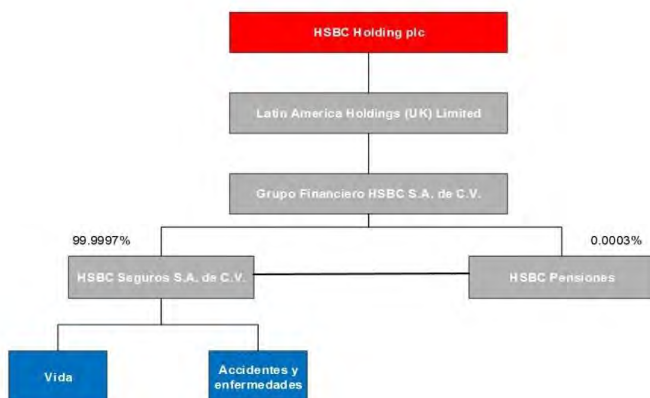 HSBC Holding plc
Latin America Holdings (UK) Limited
Grupo Financiero HSBC S.A. de C.V.
99.9997%
0.0003%
HSBC Seguros S.A. de C.V.
HSBC Pensiones
Vida
Accidentes y
enfermedades